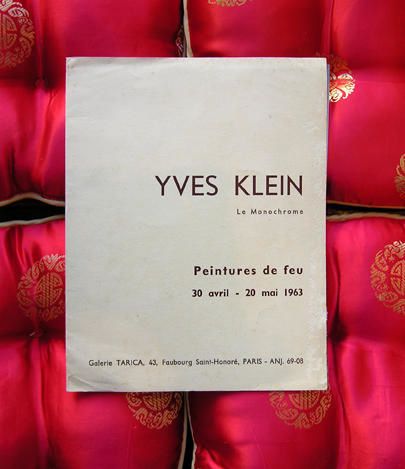 YVES KLEIN
Le Monochrome
Peintures de feu
30 avril - 20 mai 1963
Galerie TARICA, 43, Faubourg Saint-Honoré, PARIS - ANJ. 69-08